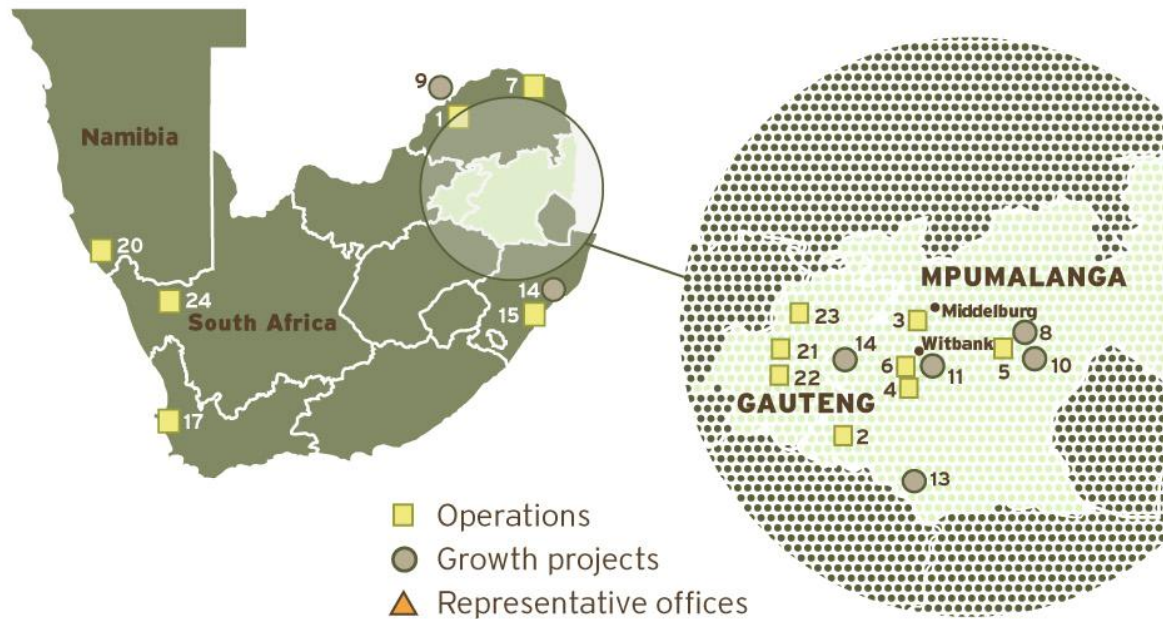 9
7
1
Namibia
20
24
South Africa
14
15
17
MPUMALANGA
Middelburg
23
3
8
21
14
Witbank
5
10
6
11
22
4
GAUTENG
2
13
Operations
Growth projects
Representative offices